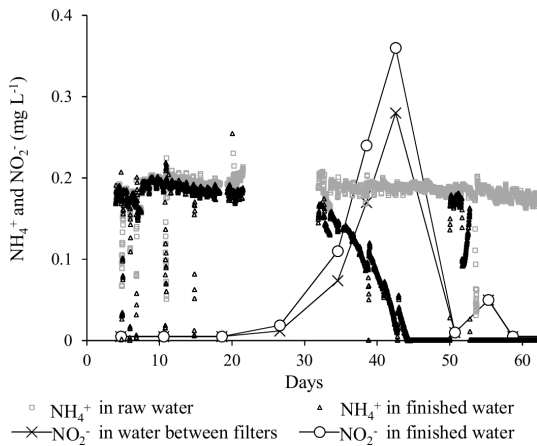 0.4
0.3
0.2
0.1
0
NH₄⁺ and NO₂⁻ (mg L⁻¹)
0 10 20 30 40 50 60
Days
NH₄⁺ in raw water
NH₄⁺ in finished water
NO₂⁻ in water between filters
NO₂⁻ in finished water